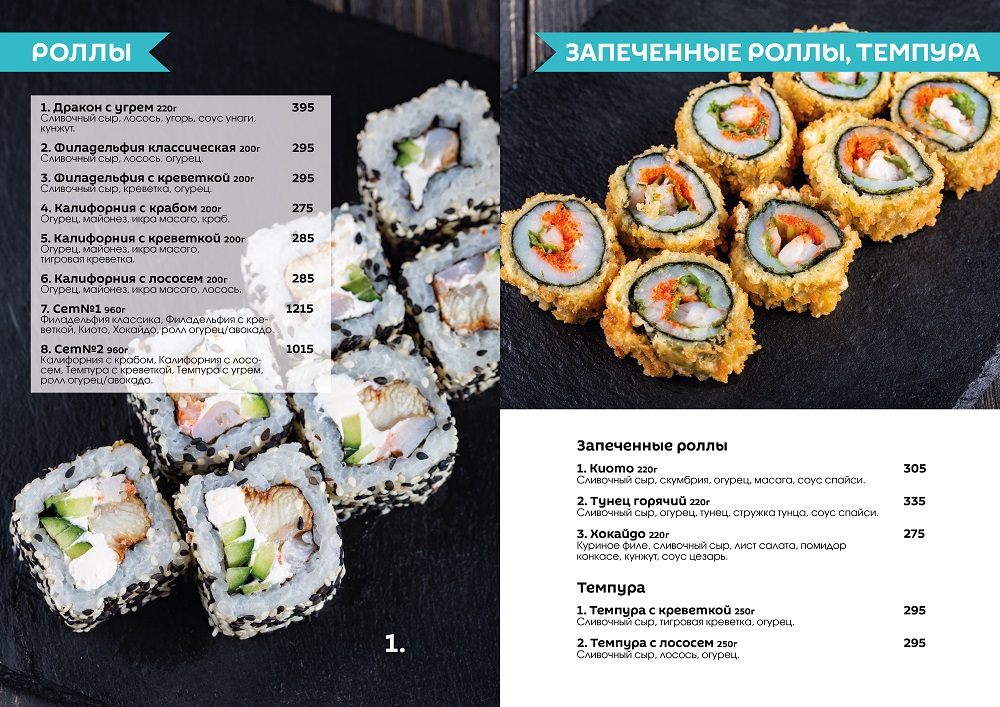 РОЛЛЫ
1. Дракон с угрем 220г 395
Сливочный сыр, лосось, угорь, соус унаги,
кунжут.
2. Филадельфия классическая 200г 295
Сливочный сыр, лосось, огурец.
3. Филадельфия с креветкой 200г 295
Сливочный сыр, креветка, огурец.
4. Калифорния с крабом 200г 275
Огурец, майонез, икра масаго, краб.
5. Калифорния с креветкой 200г 285
Огурец, майонез, икра масаго,
тигровая креветка.
6. Калифорния с лососем 200г 285
Огурец, майонез, икра масаго, лосось.
7. Сет№1 960г 1215
Филадельфия классика, Филадельфия с кре-
веткой, Киото, Хокайдо, ролл огурец/авокадо.
8. Сет№2 960г 1015
Калифорния с крабом, Калифорния с лосо-
сем, Темпура с креветкой, Темпура с угрем,
ролл огурец/авокадо.
1.
ЗАПЕЧЕННЫЕ РОЛЛЫ, ТЕМПУРА
Запеченные роллы
1. Киото 220г 305
Сливочный сыр, скумбрия, огурец, масага, соус спайси.
2. Тунец горячий 220г 335
Сливочный сыр, огурец, тунец, стружка тунца, соус спайси.
3. Хокайдо 220г 275
Куриное филе, сливочный сыр, лист салата, помидор
конкасе, кунжут, соус цезарь.
Темпура
1. Темпура с креветкой 250г 295
Сливочный сыр, тигровая креветка, огурец.
2. Темпура с лососем 250г 295
Сливочный сыр, лосось, огурец.